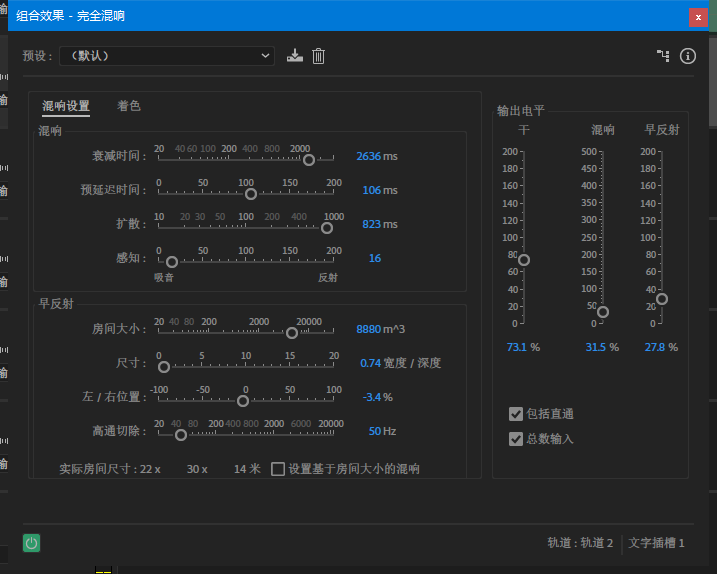 组合效果 - 完全混响
x
预设 : （默认）
混响设置 着色
混响
20 40 60 100 200 400 800 2000
衰减时间 : 2636 ms
0 50 100 150 200
预延迟时间 : 106 ms
10 20 30 50 100 200 400 1000
扩散 : 823 ms
0 50 100 150 200
感知 : 16
吸音 反射
早反射
20 40 80 200 2000 20000
房间大小 : 8880 m^3
0 5 10 15 20
尺寸 : 0.74 宽度 / 深度
-100 -50 0 50 100
左 / 右位置 : -3.4 %
20 40 80 200 400 800 2000 6000 20000
高通切除 : 50 Hz
实际房间尺寸 : 22 x 30 x 14 米 设置基于房间大小的混响
输出电平
干 混响 早反射
200 500 200
180 450 180
160 400 160
140 350 140
120 300 120
100 250 100
80 200 80
60 150 60
40 100 40
20 50 20
0 0 0
73.1 % 31.5 % 27.8 %
包括直通
总数输入
轨道 : 轨道 2 文字插槽 1